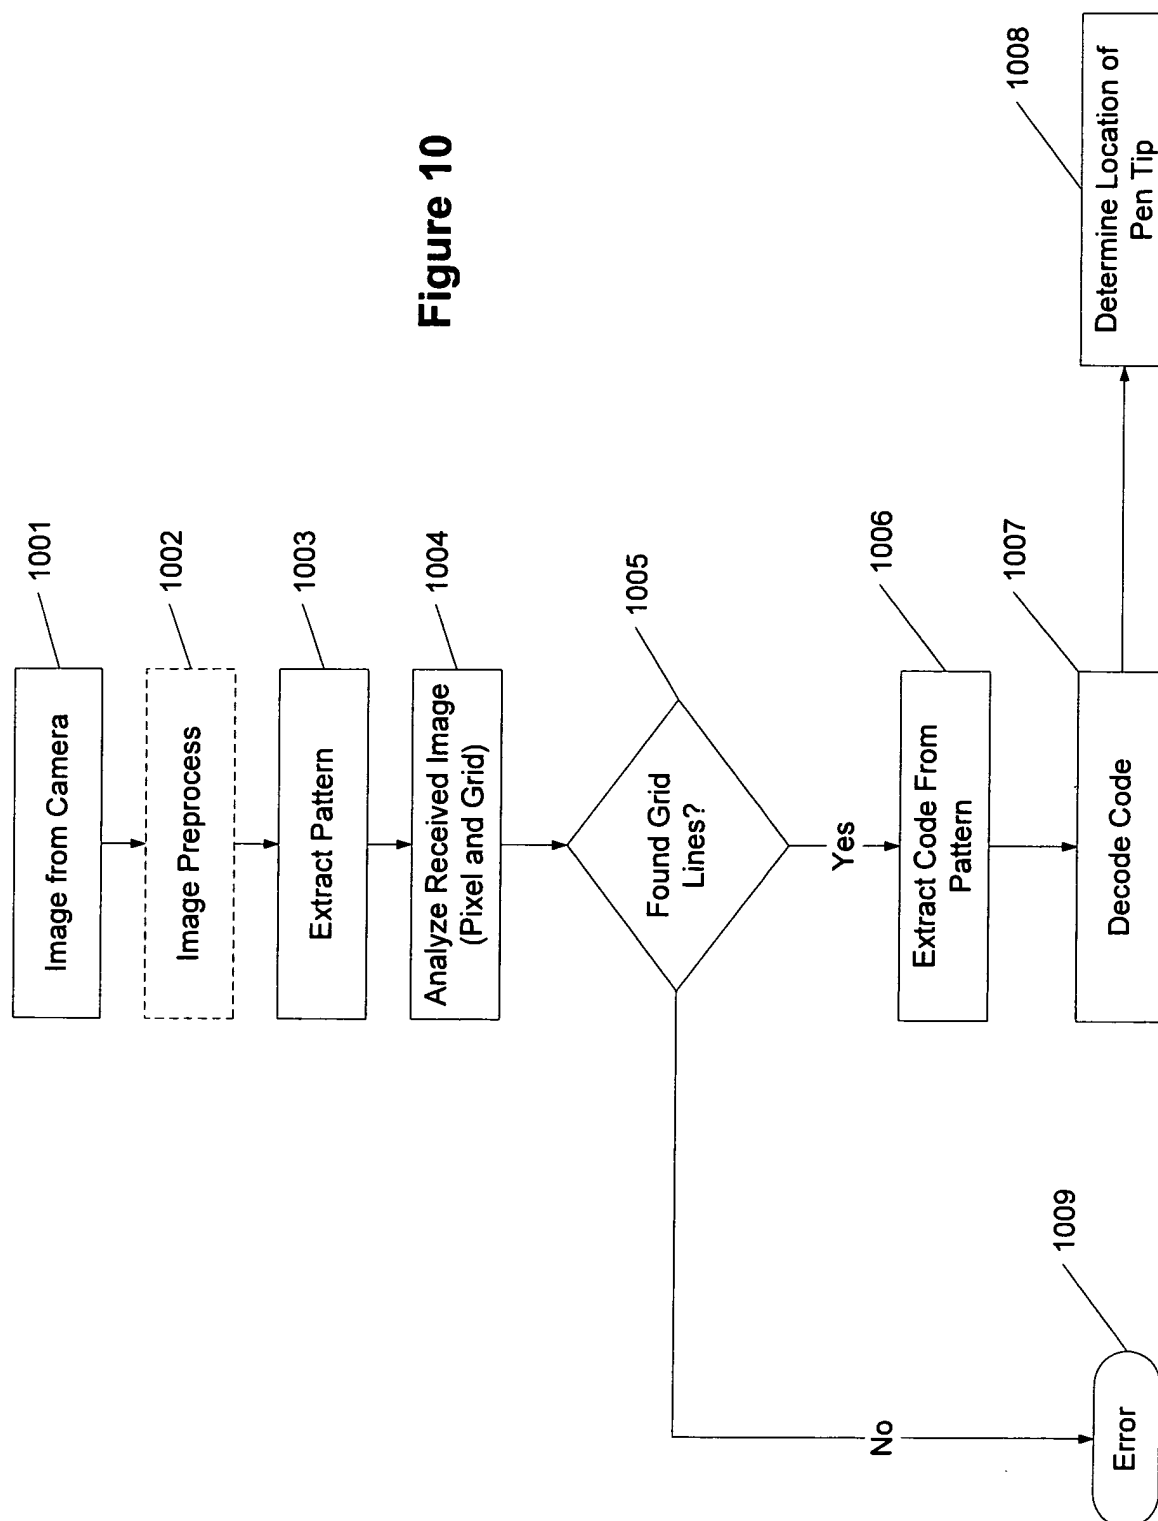 Image from Camera
1001
Image Preprocess
1002
Extract Pattern
1003
Analyze Received Image
(Pixel and Grid)
1004
Found Grid
Lines?
1005
Yes
No
Extract Code From
Pattern
1006
Decode Code
1007
Determine Location of
Pen Tip
1008
Error
1009
Figure 10